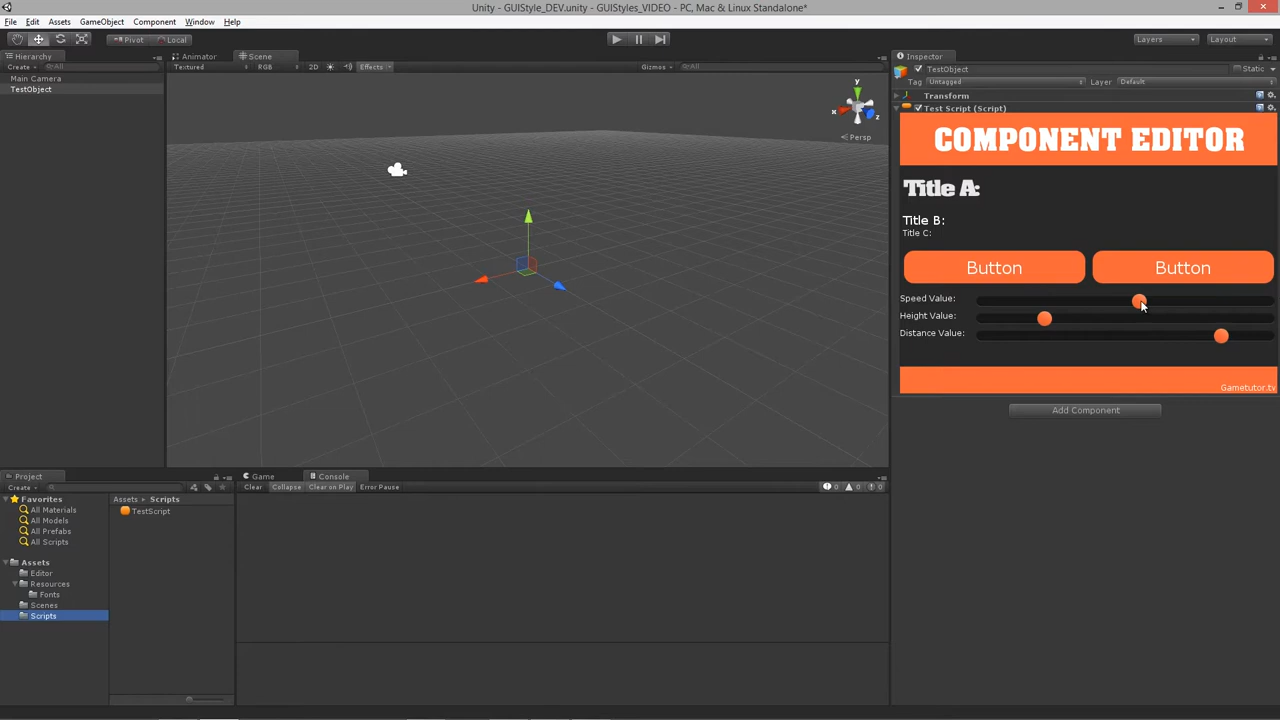 Unity - GUIStyle_DEV.unity - GUIStyles_VIDEO - PC, Mac & Linux Standalone*
File Edit Assets GameObject Component Window Help
Pivot Local Layers Layout
Hierarchy Animator Scene Inspector
Create All Textured RGB 2D Effects Gizmos All TestObject Static
Main Camera Tag Untagged Layer Default
TestObject
y
x
z
Persp
Transform
Test Script (Script)
COMPONENT EDITOR
Title A:
Title B:
Title C:
Button Button
Speed Value:
Height Value:
Distance Value:
Gametutor.tv
Add Component
Project Game Console
Create Clear Collapse Clear on Play Error Pause 0 0 0
Favorites Assets Scripts
All Materials TestScript
All Models
All Prefabs
All Scripts
Assets
Editor
Resources
Fonts
Scenes
Scripts